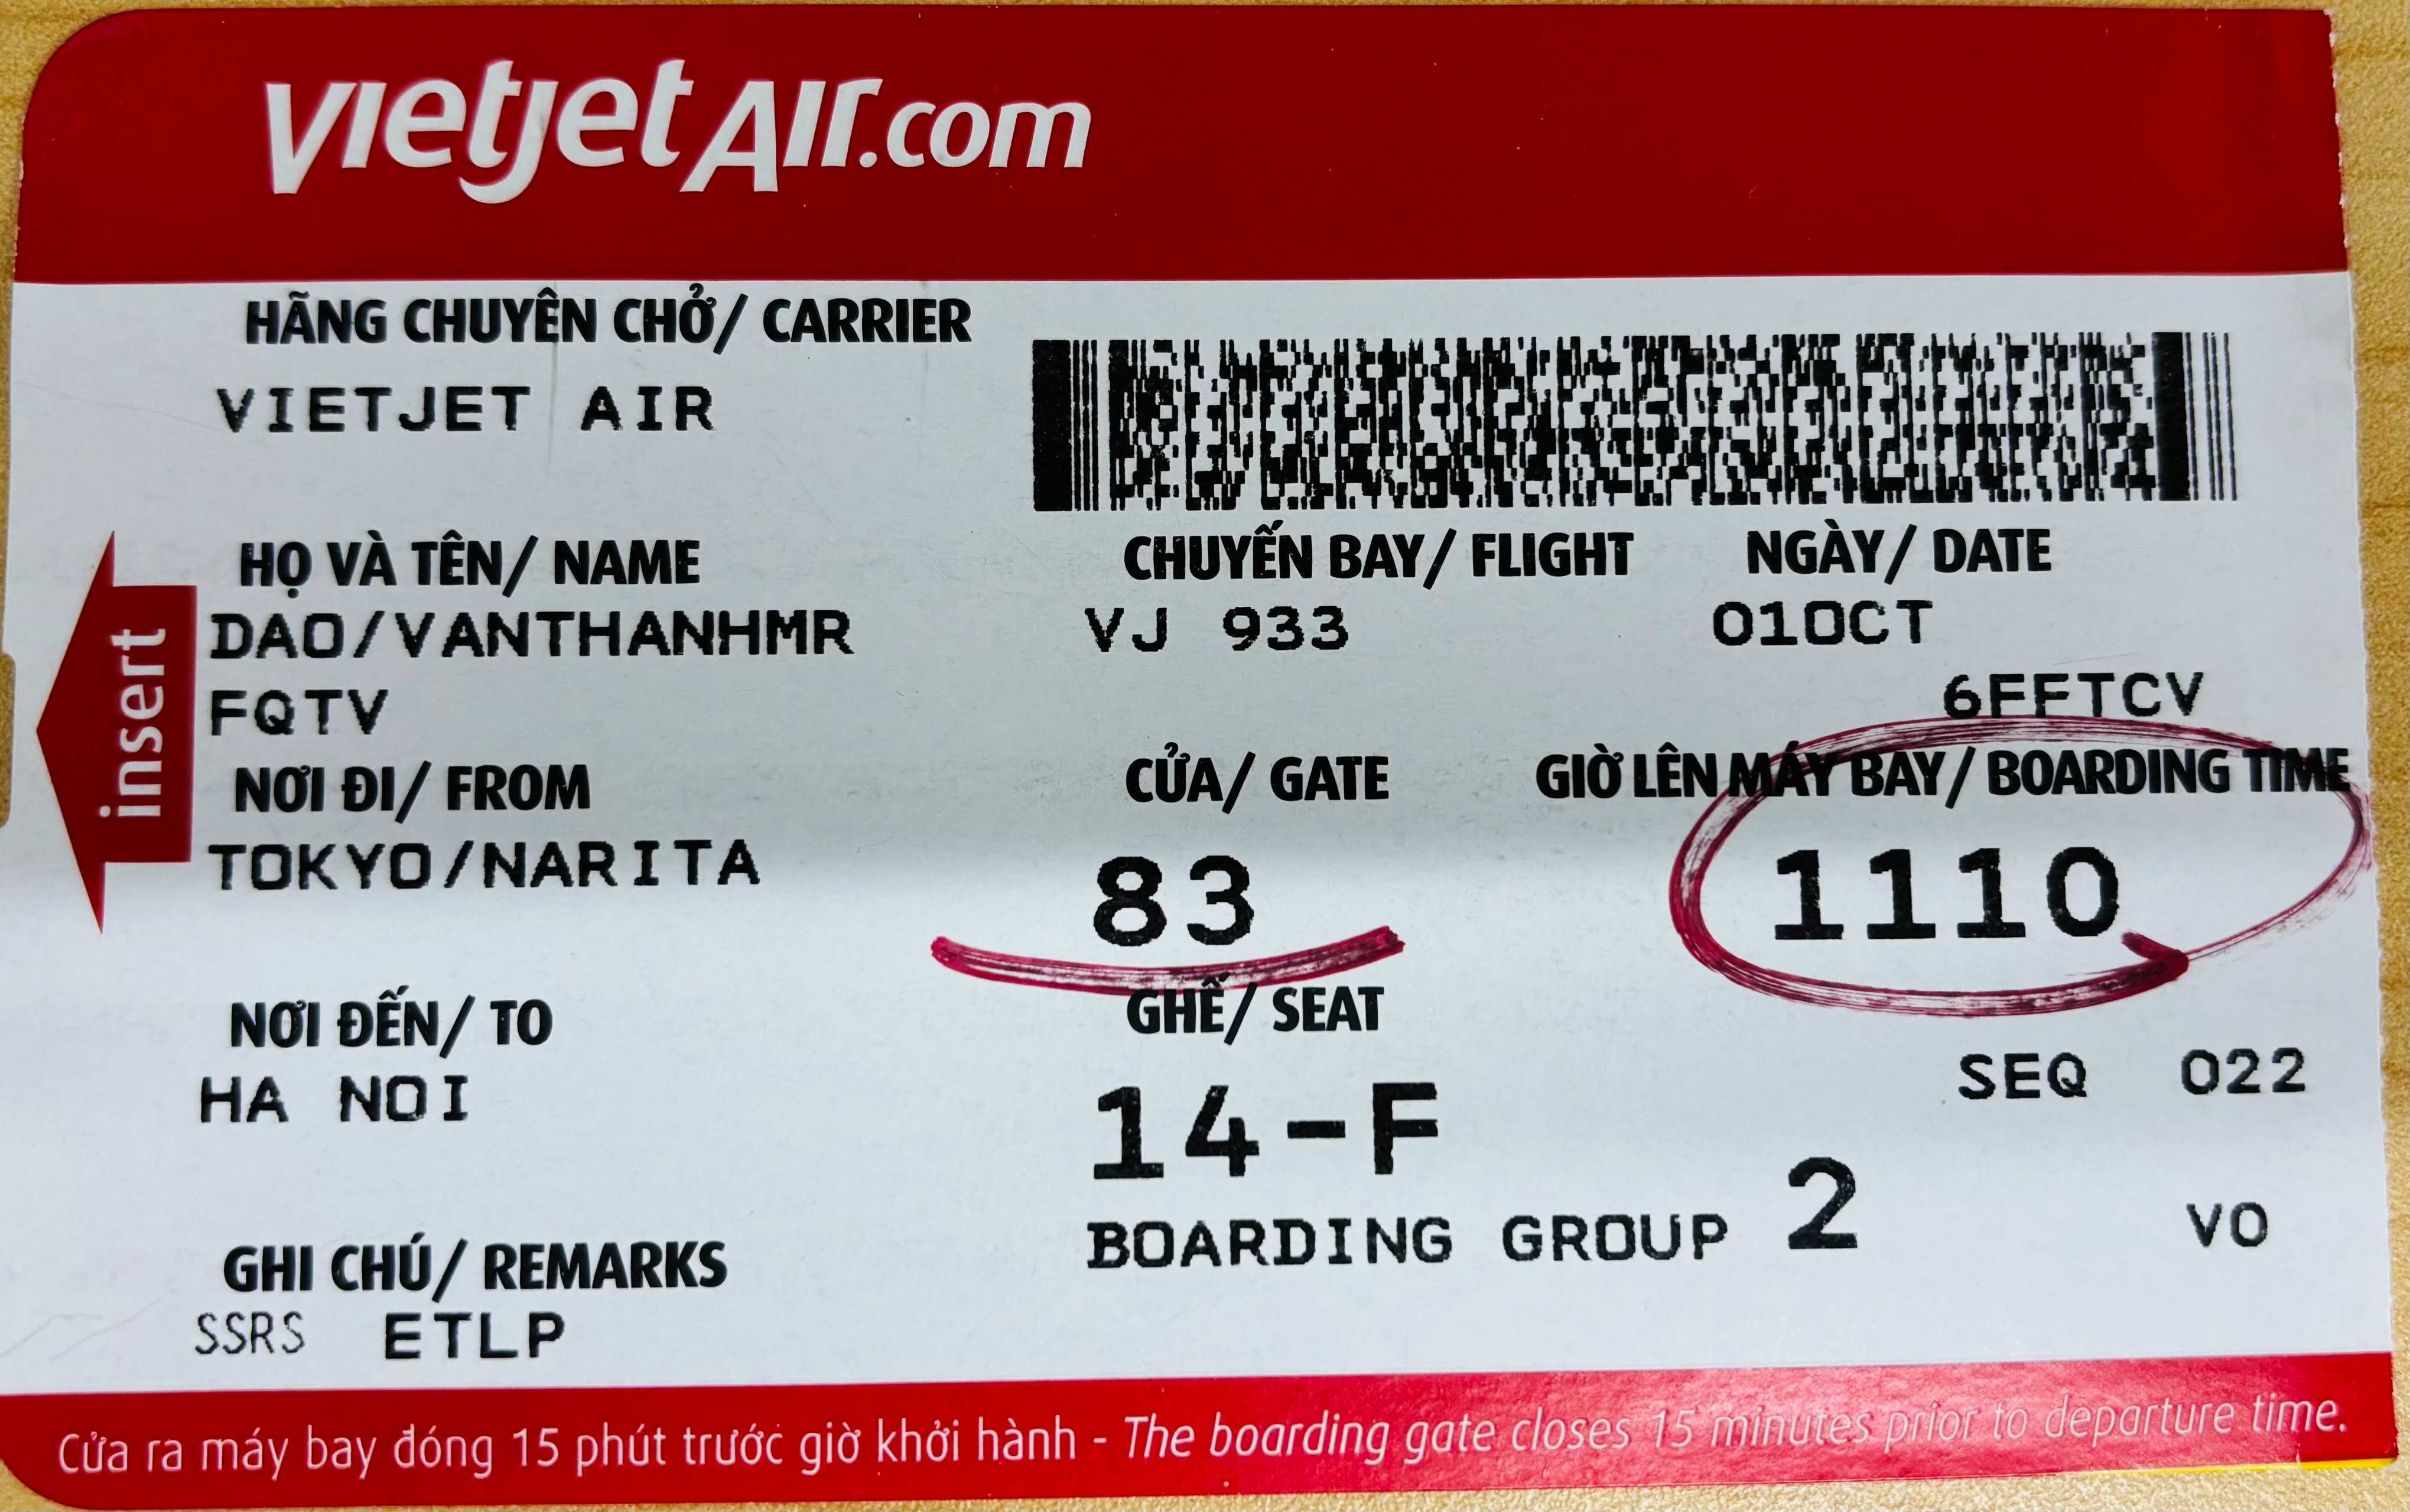 vietjetAir.com
HÃNG CHUYÊN CHỞ/ CARRIER
VIETJET AIR
HỌ VÀ TÊN/ NAME
DAO/VANTHANHMR
FQTV
CHUYẾN BAY/ FLIGHT
VJ 933
NGÀY/ DATE
01OCT
6FFTCV
insert
NƠI ĐI/ FROM
TOKYO/NARITA
CỬA/ GATE
83
GIỜ LÊN MÁY BAY/ BOARDING TIME
1110
NƠI ĐẾN/ TO
HA NOI
GHẾ/ SEAT
14-F
SEQ 022
BOARDING GROUP 2
VO
GHI CHÚ/ REMARKS
SSRS ETLP
Cửa ra máy bay đóng 15 phút trước giờ khởi hành - The boarding gate closes 15 minutes prior to departure time.